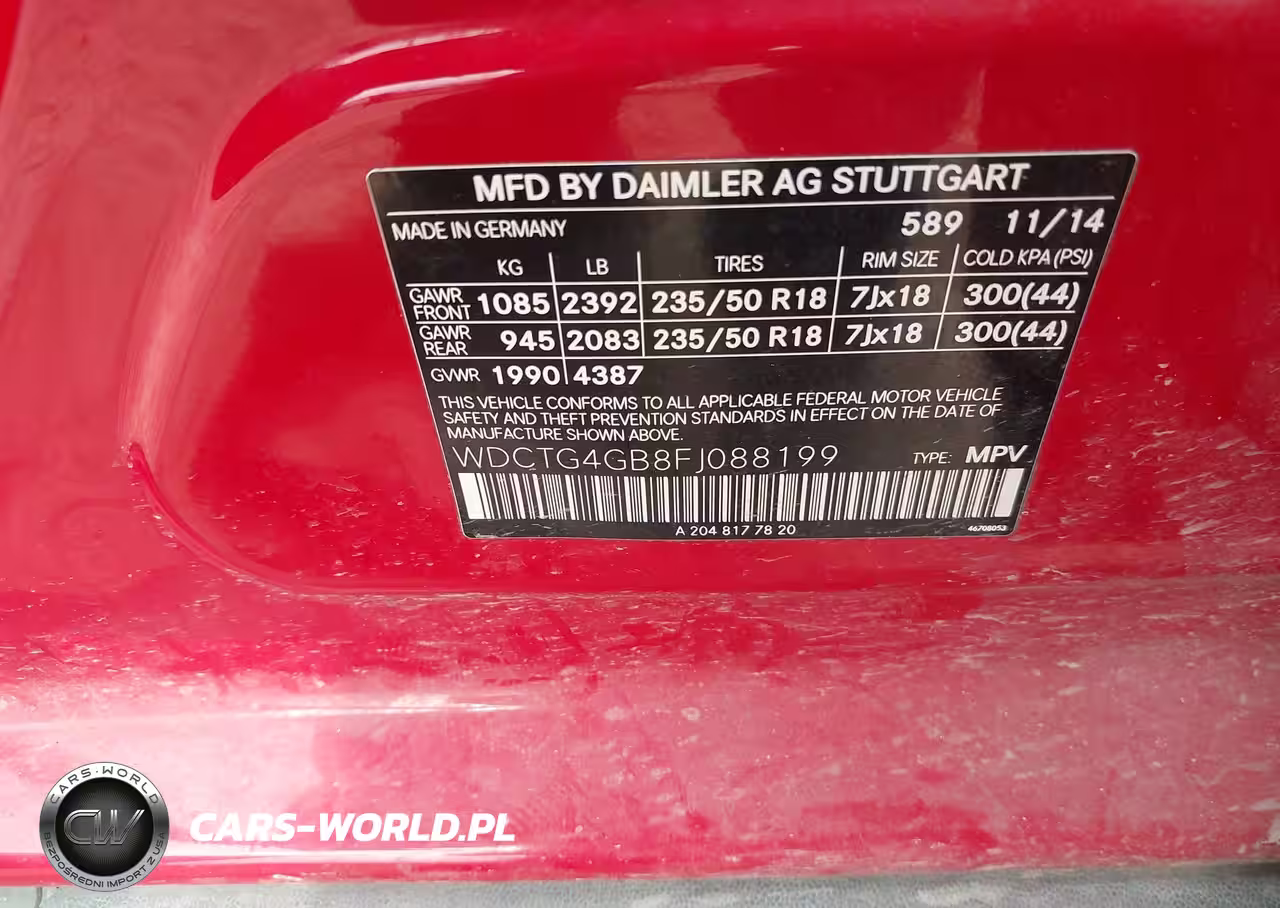 MFD BY DAIMLER AG STUTTGART
MADE IN GERMANY 589 11/14
KG LB TIRES RIM SIZE COLD KPA (PSI)
GAWR FRONT 1085 2392 235/50 R18 7Jx18 300(44)
GAWR REAR 945 2083 235/50 R18 7Jx18 300(44)
GVWR 1990 4387
THIS VEHICLE CONFORMS TO ALL APPLICABLE FEDERAL MOTOR VEHICLE
SAFETY AND THEFT PREVENTION STANDARDS IN EFFECT ON THE DATE OF
MANUFACTURE SHOWN ABOVE.
WDCTG4GB8FJ088199 TYPE: MPV
A 204 817 78 20 46708053
CARS-WORLD
CW
BEZPOŚREDNI IMPORT Z USA
CARS-WORLD.PL